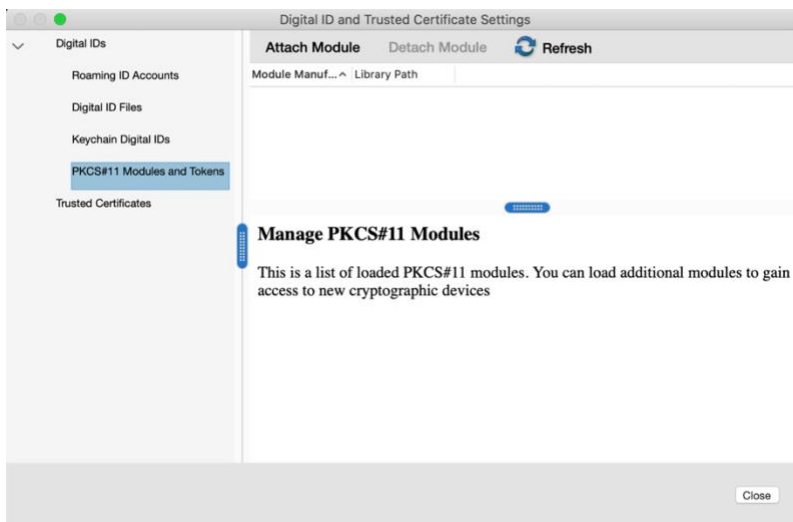 Digital ID and Trusted Certificate Settings
Digital IDs
Roaming ID Accounts
Digital ID Files
Keychain Digital IDs
PKCS#11 Modules and Tokens
Trusted Certificates
Attach Module Detach Module Refresh
Module Manuf... Library Path
Manage PKCS#11 Modules
This is a list of loaded PKCS#11 modules. You can load additional modules to gain
access to new cryptographic devices
Close